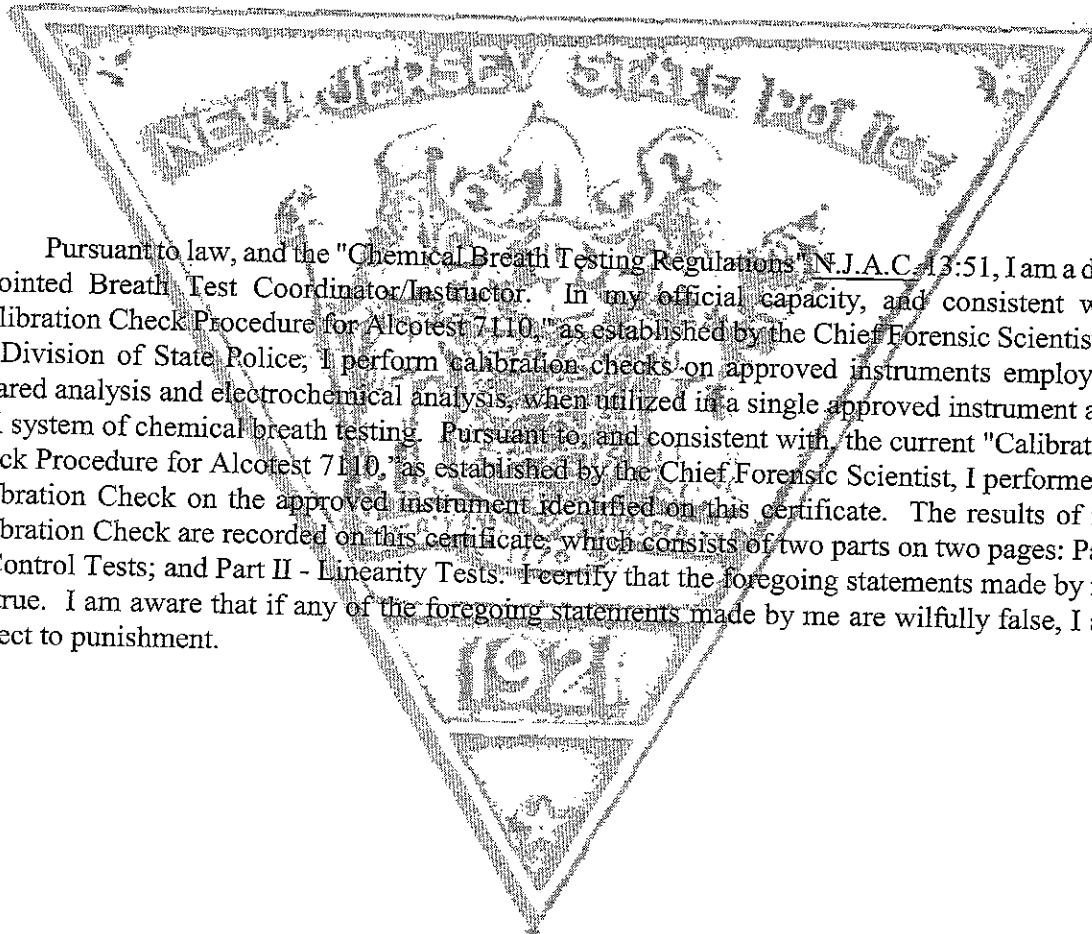 NEW JERSEY STATE POLICE
Pursuant to law, and the "Chemical Breath Testing Regulations" N.J.A.C. 13:51, I am a d
ointed Breath Test Coordinator/Instructor. In my official capacity, and consistent w
libration Check Procedure for Alcotest 7110," as established by the Chief Forensic Scientis
Division of State Police, I perform calibration checks on approved instruments employ
ared analysis and electrochemical analysis, when utilized in a single approved instrument a
system of chemical breath testing. Pursuant to, and consistent with, the current "Calibrat
ck Procedure for Alcotest 7110," as established by the Chief Forensic Scientist, I performe
bration Check on the approved instrument identified on this certificate. The results of
bration Check are recorded on this certificate, which consists of two parts on two pages: Pa
Control Tests; and Part II - Linearity Tests. I certify that the foregoing statements made by
true. I am aware that if any of the foregoing statements made by me are wilfully false, I a
ect to punishment.
1921